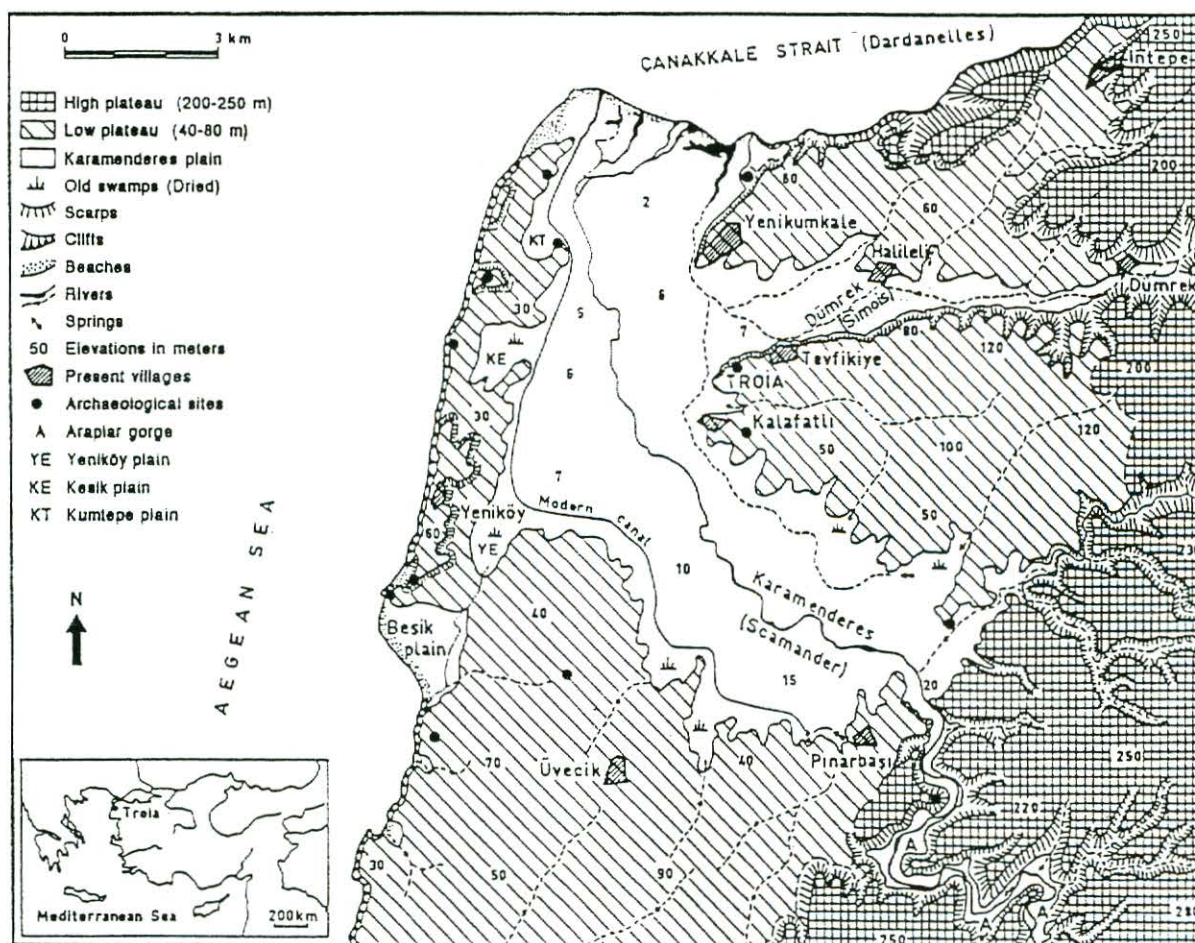 0 3 km
ÇANAKKALE STRAIT (Dardanelles)
High plateau (200-250 m)
Low plateau (40-80 m)
Karamenderes plain
Old swamps (Dried)
Scarps
Cliffs
Beaches
Rivers
Springs
50 Elevations in meters
Present villages
Archaeological sites
A Araplar gorge
YE Yeniköy plain
KE Kesik plain
KT Kumtepe plain
N
AEGEAN SEA
250
İntepe
200
60
60
2
Yenikumkale
KT
Halileli
6
Dümrek
30
5
Dümrek
(Simois)
7
80
120
KE
Tevfikiye
200
6
TROIA
30
Kalafatlı
120
50
100
7
Modern canal
50
Yeniköy
60
YE
10
Karamenderes
(Scamander)
40
Beşik
plain
15
20
70
Üvecik
40
Pınarbaşı
250
220
30
50
90
A
A
250
280
Troia
Mediterranean Sea
200km